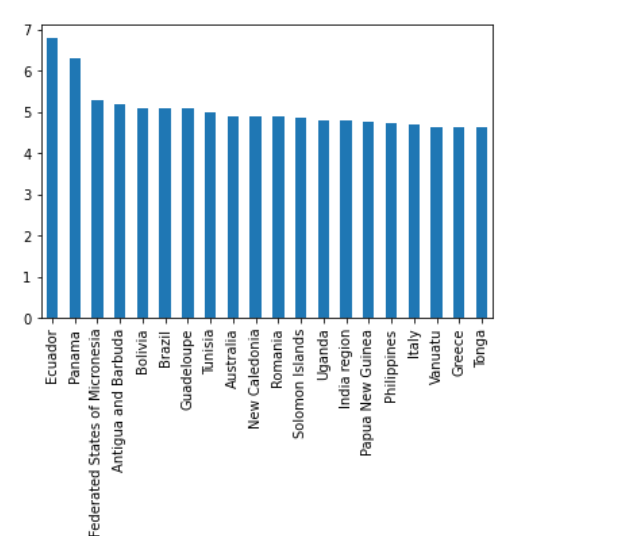 7
6
5
4
3
2
1
0
Ecuador
Panama
Federated States of Micronesia
Antigua and Barbuda
Bolivia
Brazil
Guadeloupe
Tunisia
Australia
New Caledonia
Romania
Solomon Islands
Uganda
India region
Papua New Guinea
Philippines
Italy
Vanuatu
Greece
Tonga